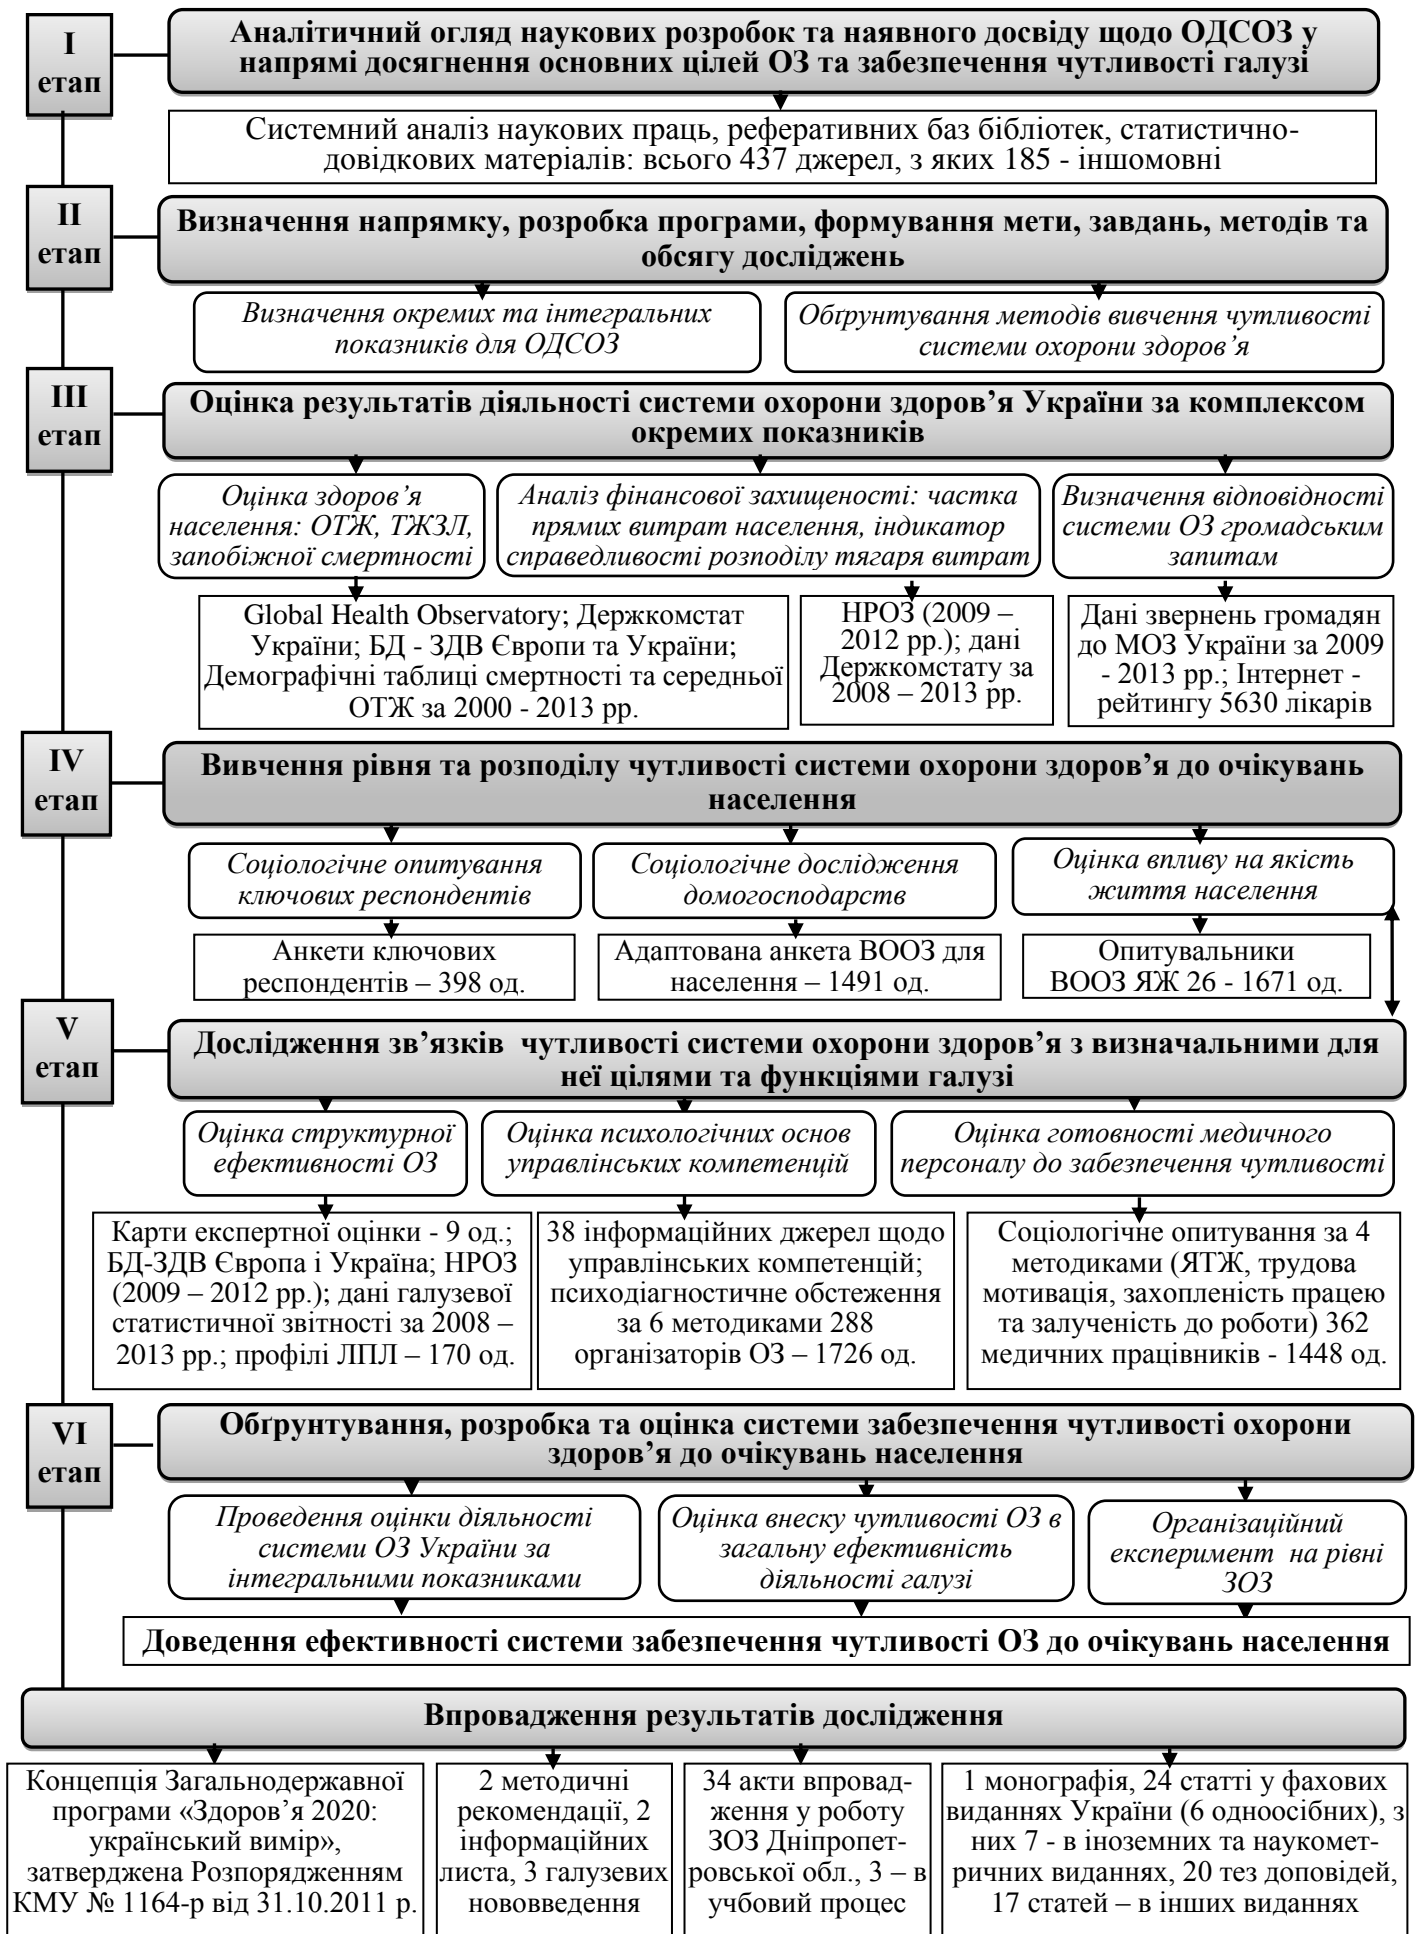 I
етап
Аналітичний огляд наукових розробок та наявного досвіду щодо ОДСОЗ у
напрямі досягнення основних цілей ОЗ та забезпечення чутливості галузі
Системний аналіз наукових праць, реферативних баз бібліотек, статистично-
довідкових матеріалів: всього 437 джерел, з яких 185 - іншомовні
II
етап
Визначення напрямку, розробка програми, формування мети, завдань, методів та
обсягу досліджень
Визначення окремих та інтегральних
показників для ОДСОЗ
Обґрунтування методів вивчення чутливості
системи охорони здоров’я
III
етап
Оцінка результатів діяльності системи охорони здоров’я України за комплексом
окремих показників
Оцінка здоров’я
населення: ОТЖ, ТЖЗЛ,
запобіжної смертності
Аналіз фінансової захищеності: частка
прямих витрат населення, індикатор
справедливості розподілу тягаря витрат
Визначення відповідності
системи ОЗ громадським
запитам
Global Health Observatory; Держкомстат
України; БД - ЗДВ Європи та України;
Демографічні таблиці смертності та середньої
ОТЖ за 2000 - 2013 рр.
НРОЗ (2009 –
2012 рр.); дані
Держкомстату за
2008 – 2013 рр.
Дані звернень громадян
до МОЗ України за 2009
- 2013 рр.; Інтернет -
рейтингу 5630 лікарів
IV
етап
Вивчення рівня та розподілу чутливості системи охорони здоров’я до очікувань
населення
Соціологічне опитування
ключових респондентів
Соціологічне дослідження
домогосподарств
Оцінка впливу на якість
життя населення
Анкети ключових
респондентів – 398 од.
Адаптована анкета ВООЗ для
населення – 1491 од.
Опитувальники
ВООЗ ЯЖ 26 - 1671 од.
V
етап
Дослідження зв’язків чутливості системи охорони здоров’я з визначальними для
неї цілями та функціями галузі
Оцінка структурної
ефективності ОЗ
Оцінка психологічних основ
управлінських компетенцій
Оцінка готовності медичного
персоналу до забезпечення чутливості
Карти експертної оцінки - 9 од.;
БД-ЗДВ Європа і Україна; НРОЗ
(2009 – 2012 рр.); дані галузевої
статистичної звітності за 2008 –
2013 рр.; профілі ЛПЛ – 170 од.
38 інформаційних джерел щодо
управлінських компетенцій;
психодіагностичне обстеження
за 6 методиками 288
організаторів ОЗ – 1726 од.
Соціологічне опитування за 4
методиками (ЯТЖ, трудова
мотивація, захопленість працею
та залученість до роботи) 362
медичних працівників - 1448 од.
VI
етап
Обґрунтування, розробка та оцінка системи забезпечення чутливості охорони
здоров’я до очікувань населення
Проведення оцінки діяльності
системи ОЗ України за
інтегральними показниками
Оцінка внеску чутливості ОЗ в
загальну ефективність
діяльності галузі
Організаційний
експеримент на рівні
ЗОЗ
Доведення ефективності системи забезпечення чутливості ОЗ до очікувань населення
Впровадження результатів дослідження
Концепція Загальнодержавної
програми «Здоров’я 2020:
український вимір»,
затверджена Розпорядженням
КМУ № 1164-р від 31.10.2011 р.
2 методичні
рекомендації, 2
інформаційних
листа, 3 галузевих
нововведення
34 акти впровад-
ження у роботу
ЗОЗ Дніпропет-
ровської обл., 3 – в
учбовий процес
1 монографія, 24 статті у фахових
виданнях України (6 одноосібних), з
них 7 - в іноземних та наукомет-
ричних виданнях, 20 тез доповідей,
17 статей – в інших виданнях